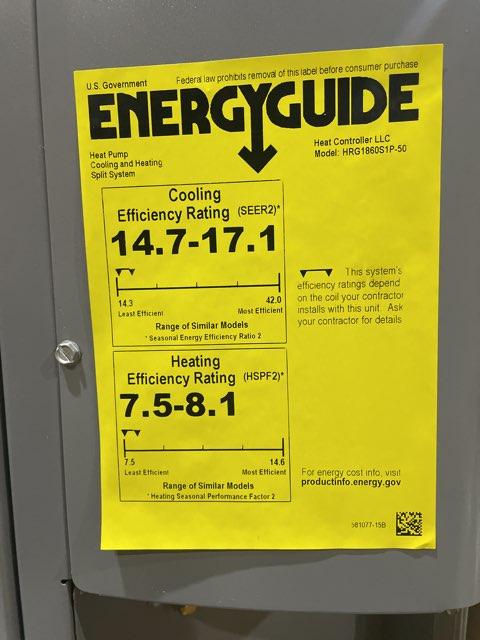 U.S. Government
Federal law prohibits removal of this label before consumer purchase
ENERGYGUIDE
Heat Pump
Cooling and Heating
Split System
Heat Controller LLC
Model: HRG1860S1P-50
Cooling
Efficiency Rating (SEER2)*
14.7-17.1
14.3 42.0
Least Efficient Most Efficient
Range of Similar Models
* Seasonal Energy Efficiency Ratio 2
This system's
efficiency ratings depend
on the coil your contractor
installs with this unit. Ask
your contractor for details
Heating
Efficiency Rating (HSPF2)*
7.5-8.1
7.5 14.6
Least Efficient Most Efficient
Range of Similar Models
* Heating Seasonal Performance Factor 2
For energy cost info, visit
productinfo.energy.gov
581077-15B